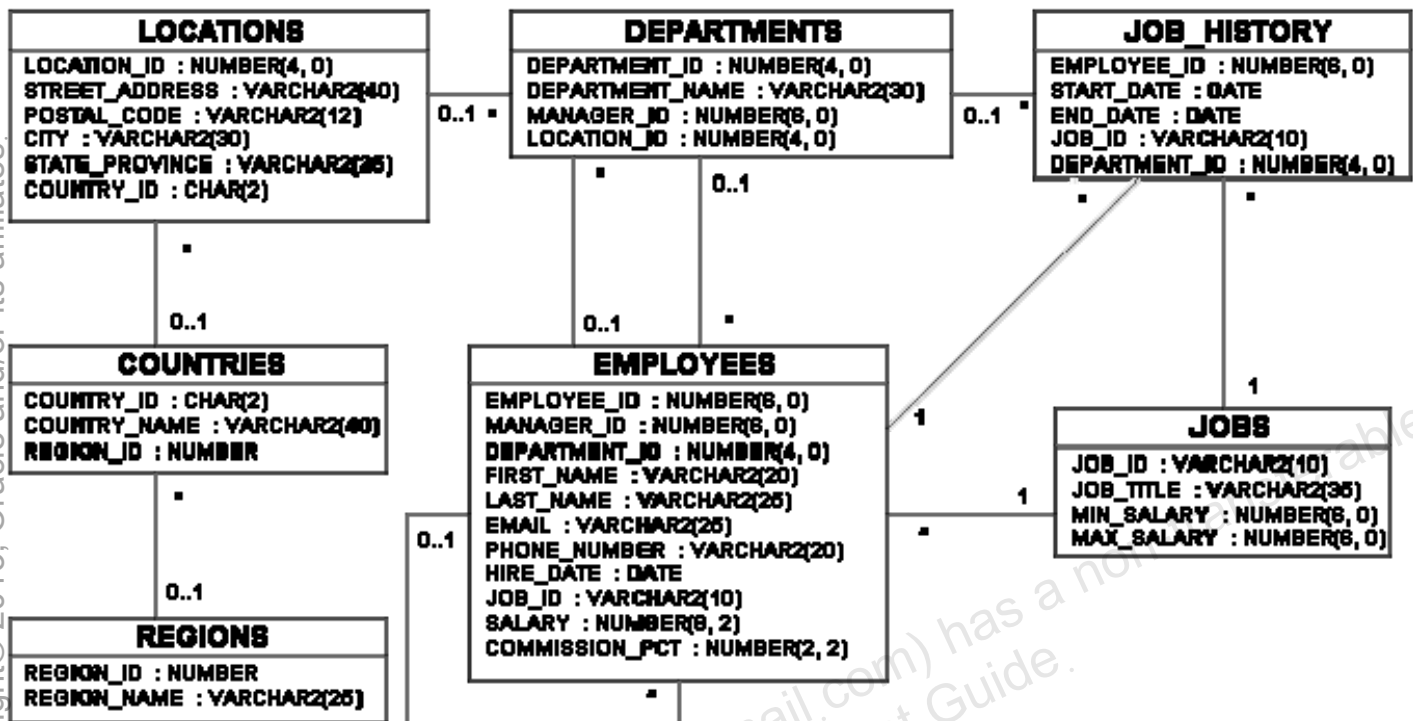 LOCATIONS
LOCATION_ID : NUMBER(4, 0)
STREET_ADDRESS : VARCHAR2(40)
POSTAL_CODE : VARCHAR2(12)
CITY : VARCHAR2(30)
STATE_PROVINCE : VARCHAR2(25)
COUNTRY_ID : CHAR(2)
0..1
*
DEPARTMENTS
DEPARTMENT_ID : NUMBER(4, 0)
DEPARTMENT_NAME : VARCHAR2(30)
MANAGER_ID : NUMBER(6, 0)
LOCATION_ID : NUMBER(4, 0)
0..1
*
JOB_HISTORY
EMPLOYEE_ID : NUMBER(6, 0)
START_DATE : DATE
END_DATE : DATE
JOB_ID : VARCHAR2(10)
DEPARTMENT_ID : NUMBER(4, 0)
*
0..1
*
*
*
0..1
0..1
*
1
1
COUNTRIES
COUNTRY_ID : CHAR(2)
COUNTRY_NAME : VARCHAR2(40)
REGION_ID : NUMBER
*
0..1
EMPLOYEES
EMPLOYEE_ID : NUMBER(6, 0)
MANAGER_ID : NUMBER(6, 0)
DEPARTMENT_ID : NUMBER(4, 0)
FIRST_NAME : VARCHAR2(20)
LAST_NAME : VARCHAR2(25)
EMAIL : VARCHAR2(25)
PHONE_NUMBER : VARCHAR2(20)
HIRE_DATE : DATE
JOB_ID : VARCHAR2(10)
SALARY : NUMBER(8, 2)
COMMISSION_PCT : NUMBER(2, 2)
0..1
*
1
*
JOBS
JOB_ID : VARCHAR2(10)
JOB_TITLE : VARCHAR2(35)
MIN_SALARY : NUMBER(6, 0)
MAX_SALARY : NUMBER(6, 0)
REGIONS
REGION_ID : NUMBER
REGION_NAME : VARCHAR2(25)
com) has a
Guide.